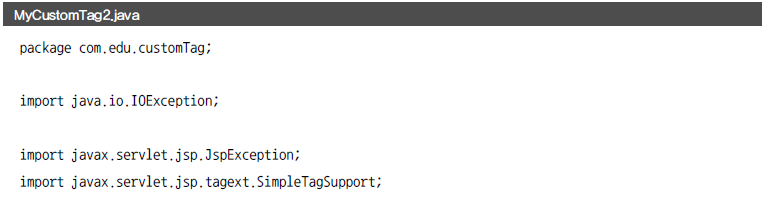 MyCustomTag2.java
package com.edu.customTag;
import java.io.IOException;
import javax.servlet.jsp.JspException;
import javax.servlet.jsp.tagext.SimpleTagSupport;